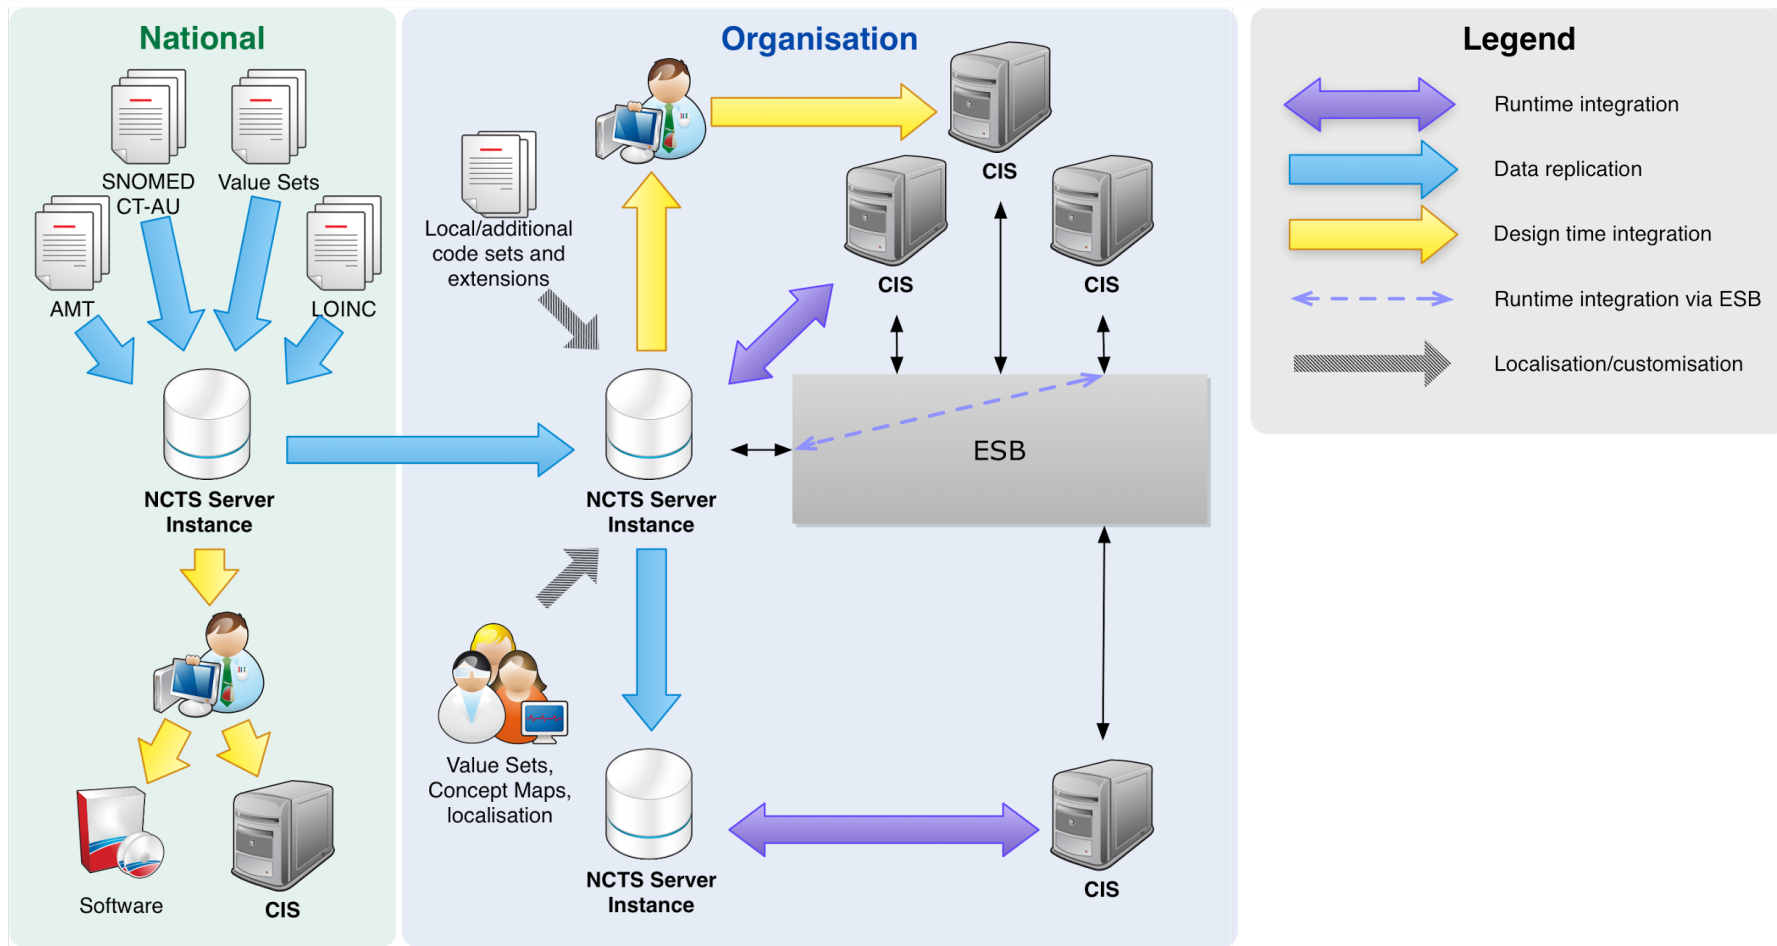 National
SNOMED
CT-AU
Value Sets
AMT
LOINC
NCTS Server
Instance
Software
CIS
Organisation
Local/additional
code sets and
extensions
CIS
CIS
CIS
NCTS Server
Instance
ESB
Value Sets,
Concept Maps,
localisation
NCTS Server
Instance
CIS
Legend
Runtime integration
Data replication
Design time integration
Runtime integration via ESB
Localisation/customisation